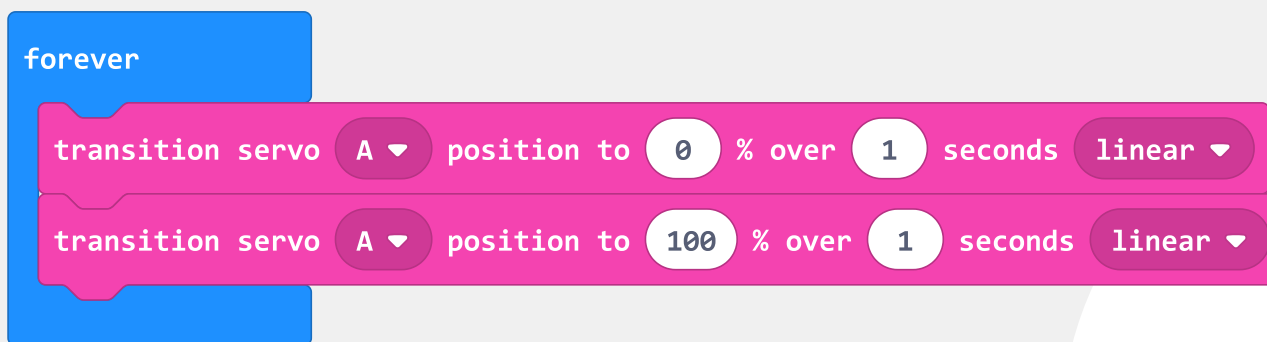 forever
transition servo A position to 0 % over 1 seconds linear
transition servo A position to 100 % over 1 seconds linear